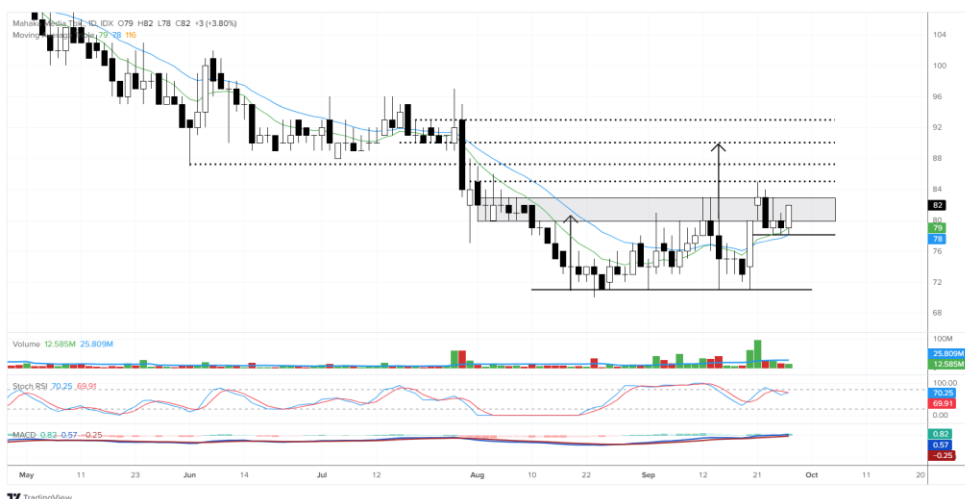 Mahaka Media Tbk, 1D, IDX O79 H82 L78 C82 +3 (+3.80%)
79 78 116
104
100
96
92
88
84
82
80
79
78
76
72
68
Volume 12.585M 25.809M
100M
25.809M
12.585M
Stoch RSI 70.25 69.91
100.00
70.25
69.91
0.00
MACD 0.82 0.57 -0.25
0.82
0.57
-0.25
May 11 23 Jun 14 Jul 12 Aug 10 22 Sep 12 21 Oct 11 20
TradingView